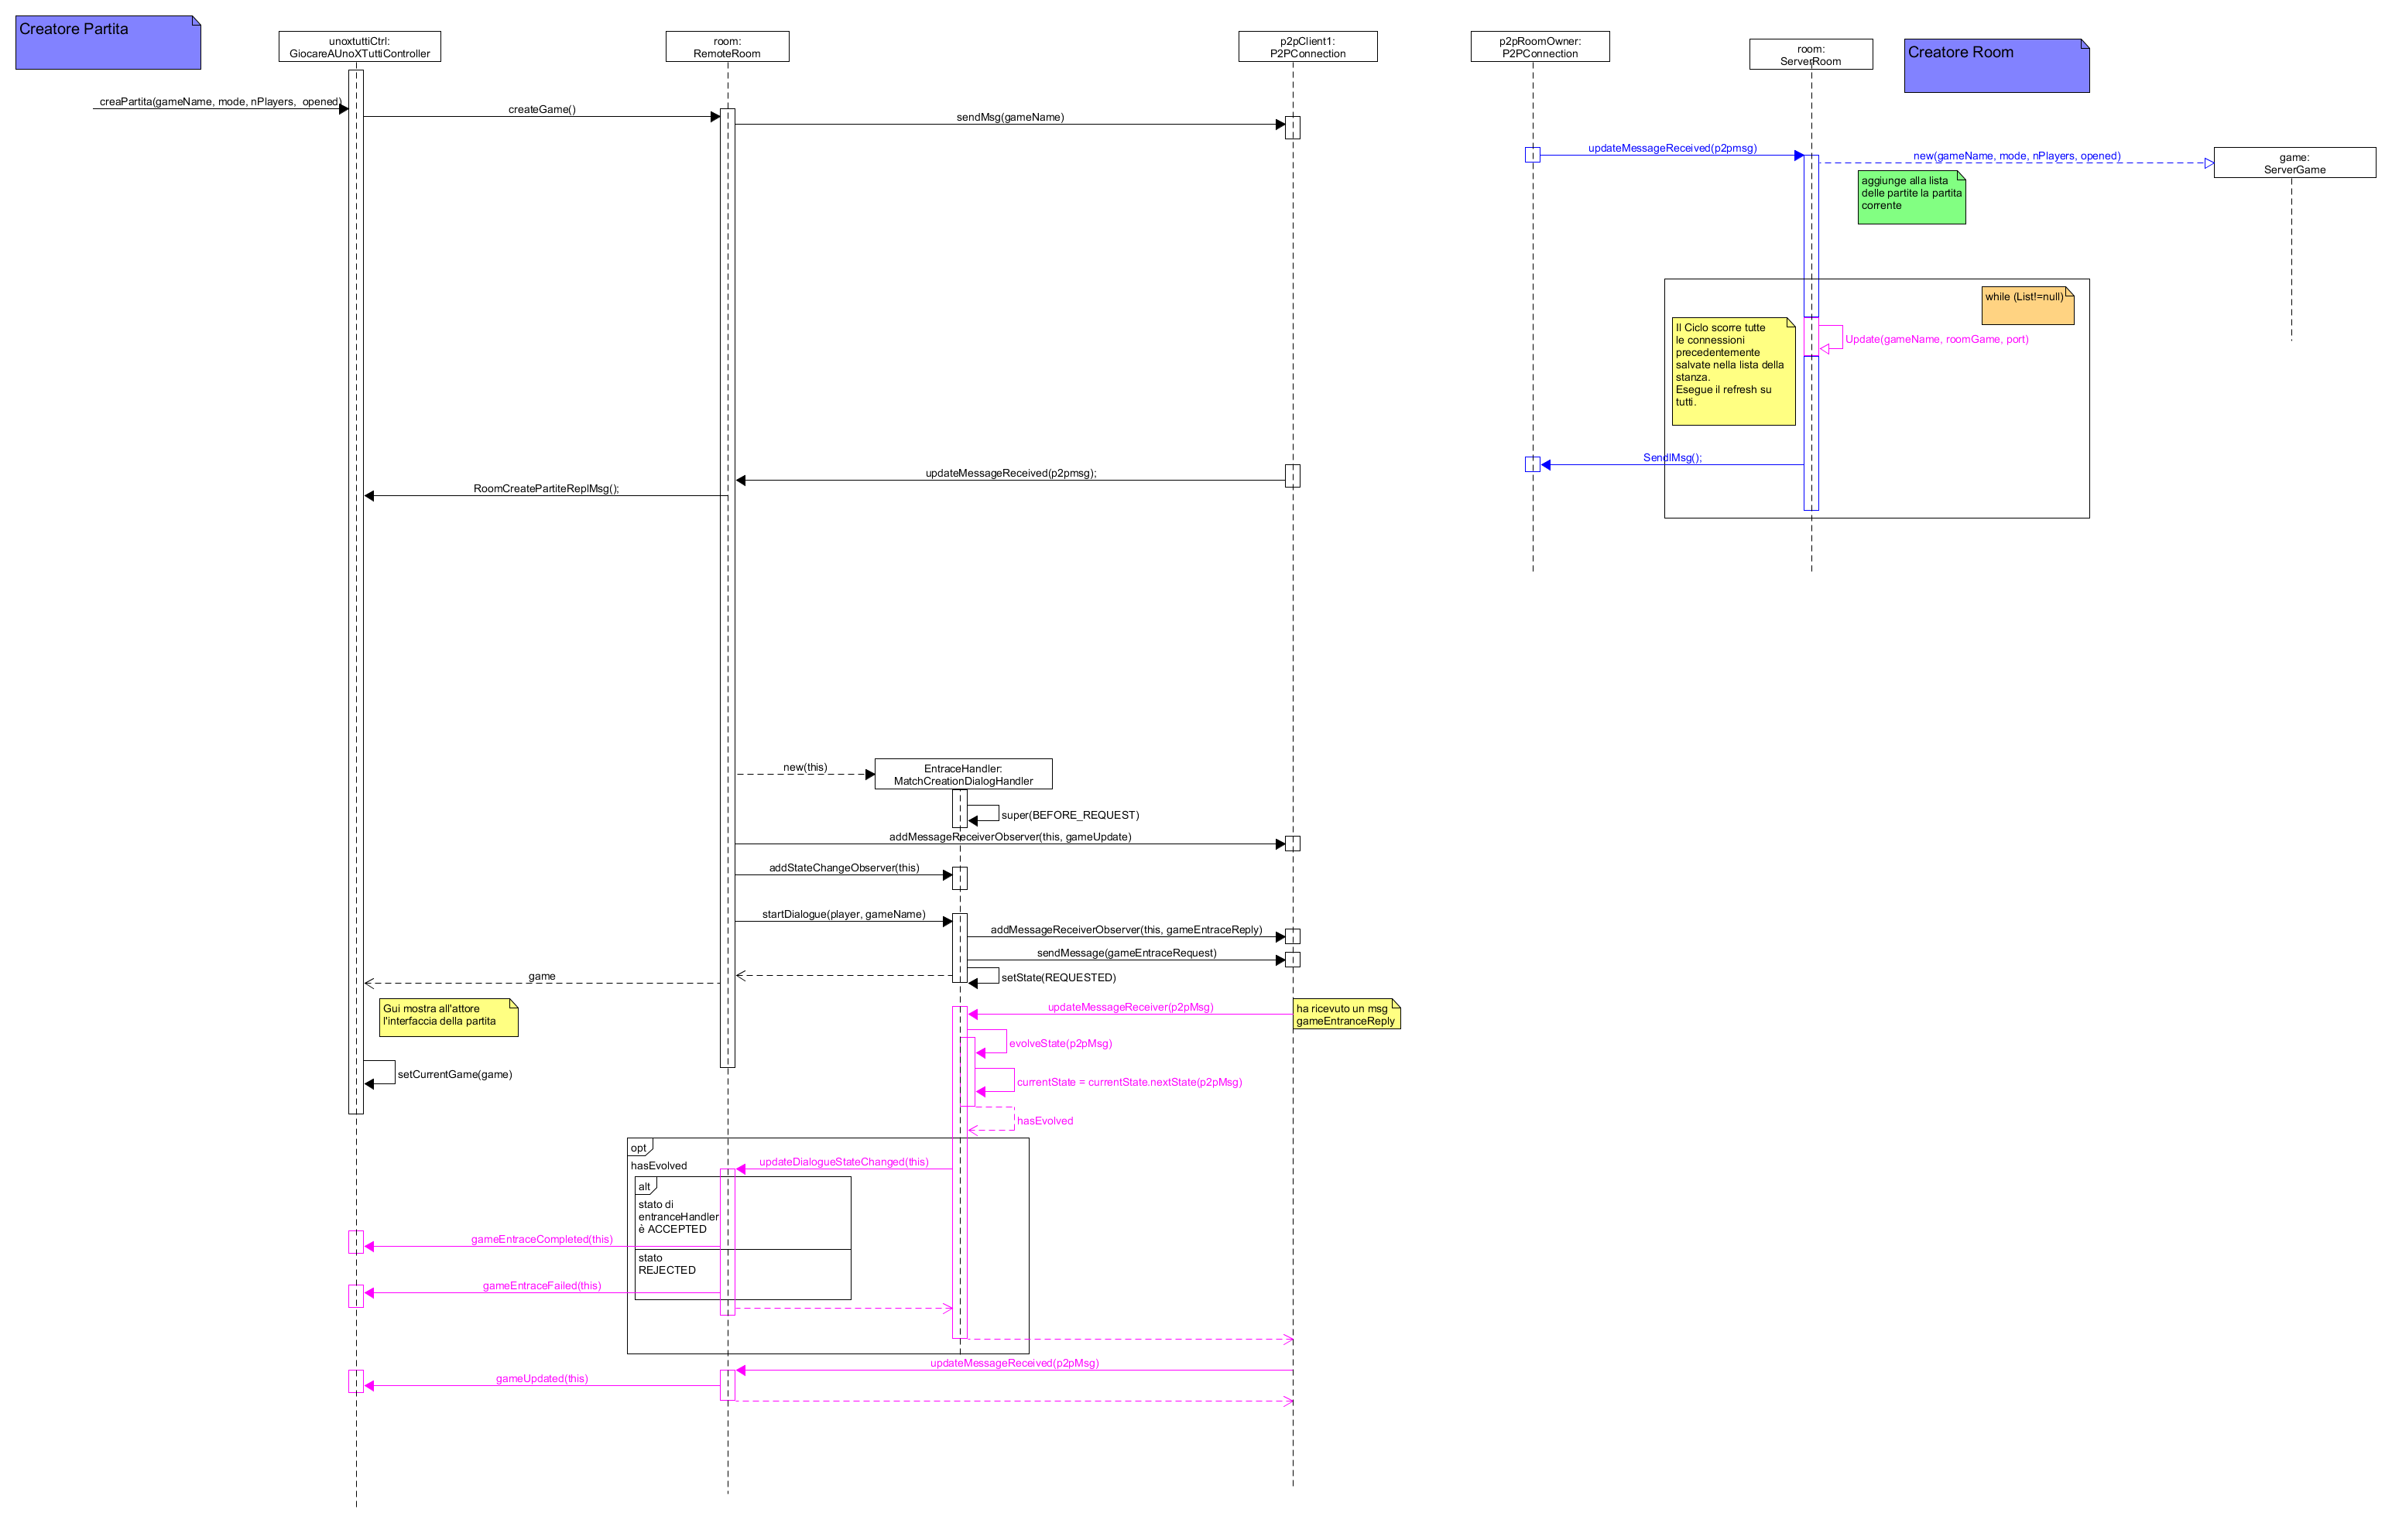 Creatore Partita
unoxtuttiCtrl:
GiocareAUnoXTuttiController
room:
RemoteRoom
p2pClient1:
P2PConnection
p2pRoomOwner:
P2PConnection
room:
ServerRoom
Creatore Room
creaPartita(gameName, mode, nPlayers,  opened)
createGame()
sendMsg(gameName)
updateMessageReceived(p2pmsg)
new(gameName, mode, nPlayers, opened)
game:
ServerGame
aggiunge alla lista
delle partite la partita
corrente
while (List!=null)
Il Ciclo scorre tutte
le connessioni
precedentemente
salvate nella lista della
stanza.
Esegue il refresh su
tutti.
Update(gameName, roomGame, port)
SendlMsg();
updateMessageReceived(p2pmsg);
RoomCreatePartiteReplMsg();
new(this)
EntraceHandler:
MatchCreationDialogHandler
super(BEFORE_REQUEST)
addMessageReceiverObserver(this, gameUpdate)
addStateChangeObserver(this)
startDialogue(player, gameName)
addMessageReceiverObserver(this, gameEntraceReply)
sendMessage(gameEntraceRequest)
setState(REQUESTED)
game
Gui mostra all'attore
l'interfaccia della partita
updateMessageReceiver(p2pMsg)
ha ricevuto un msg
gameEntranceReply
evolveState(p2pMsg)
setCurrentGame(game)
currentState = currentState.nextState(p2pMsg)
hasEvolved
opt
hasEvolved
updateDialogueStateChanged(this)
alt
stato di
entranceHandler
è ACCEPTED
gameEntraceCompleted(this)
stato
REJECTED
gameEntraceFailed(this)
updateMessageReceived(p2pMsg)
gameUpdated(this)